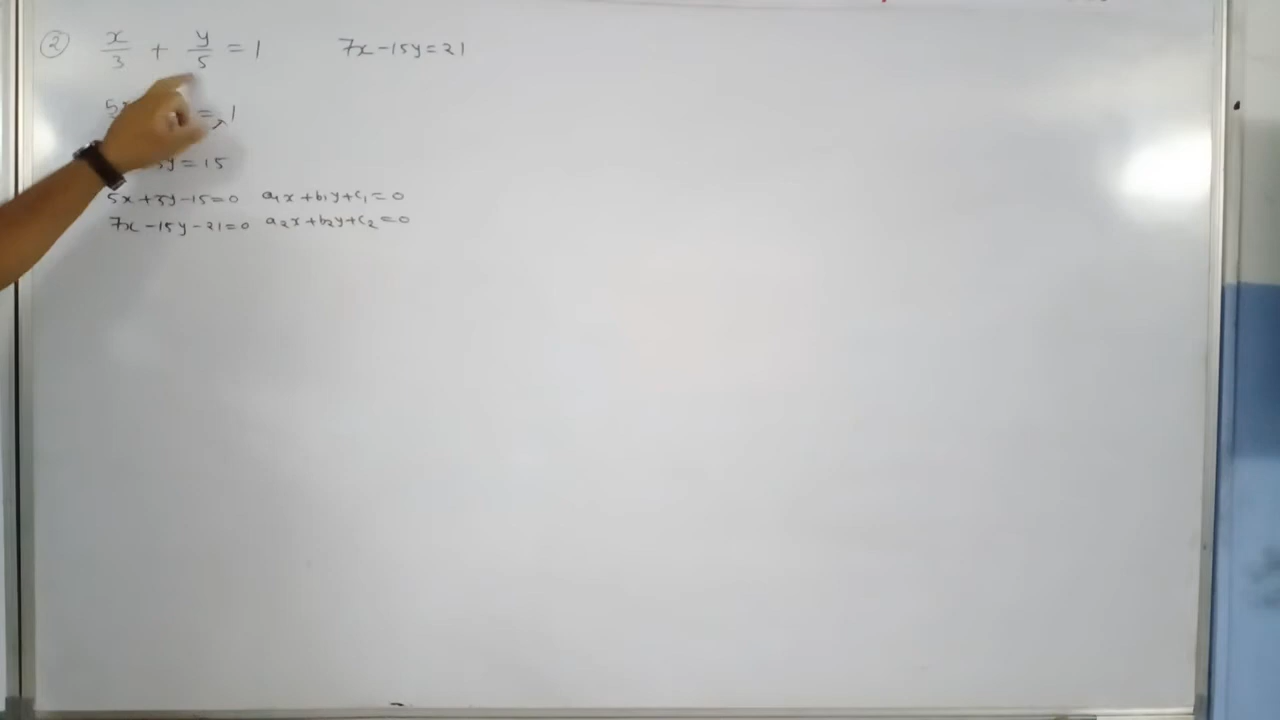 ② x/3 + y/5 = 1 7x-15y=21
5x = 1
y=15
5x+3y-15=0 a₁x+b₁y+c₁=0
7x-15y-21=0 a₂x+b₂y+c₂=0